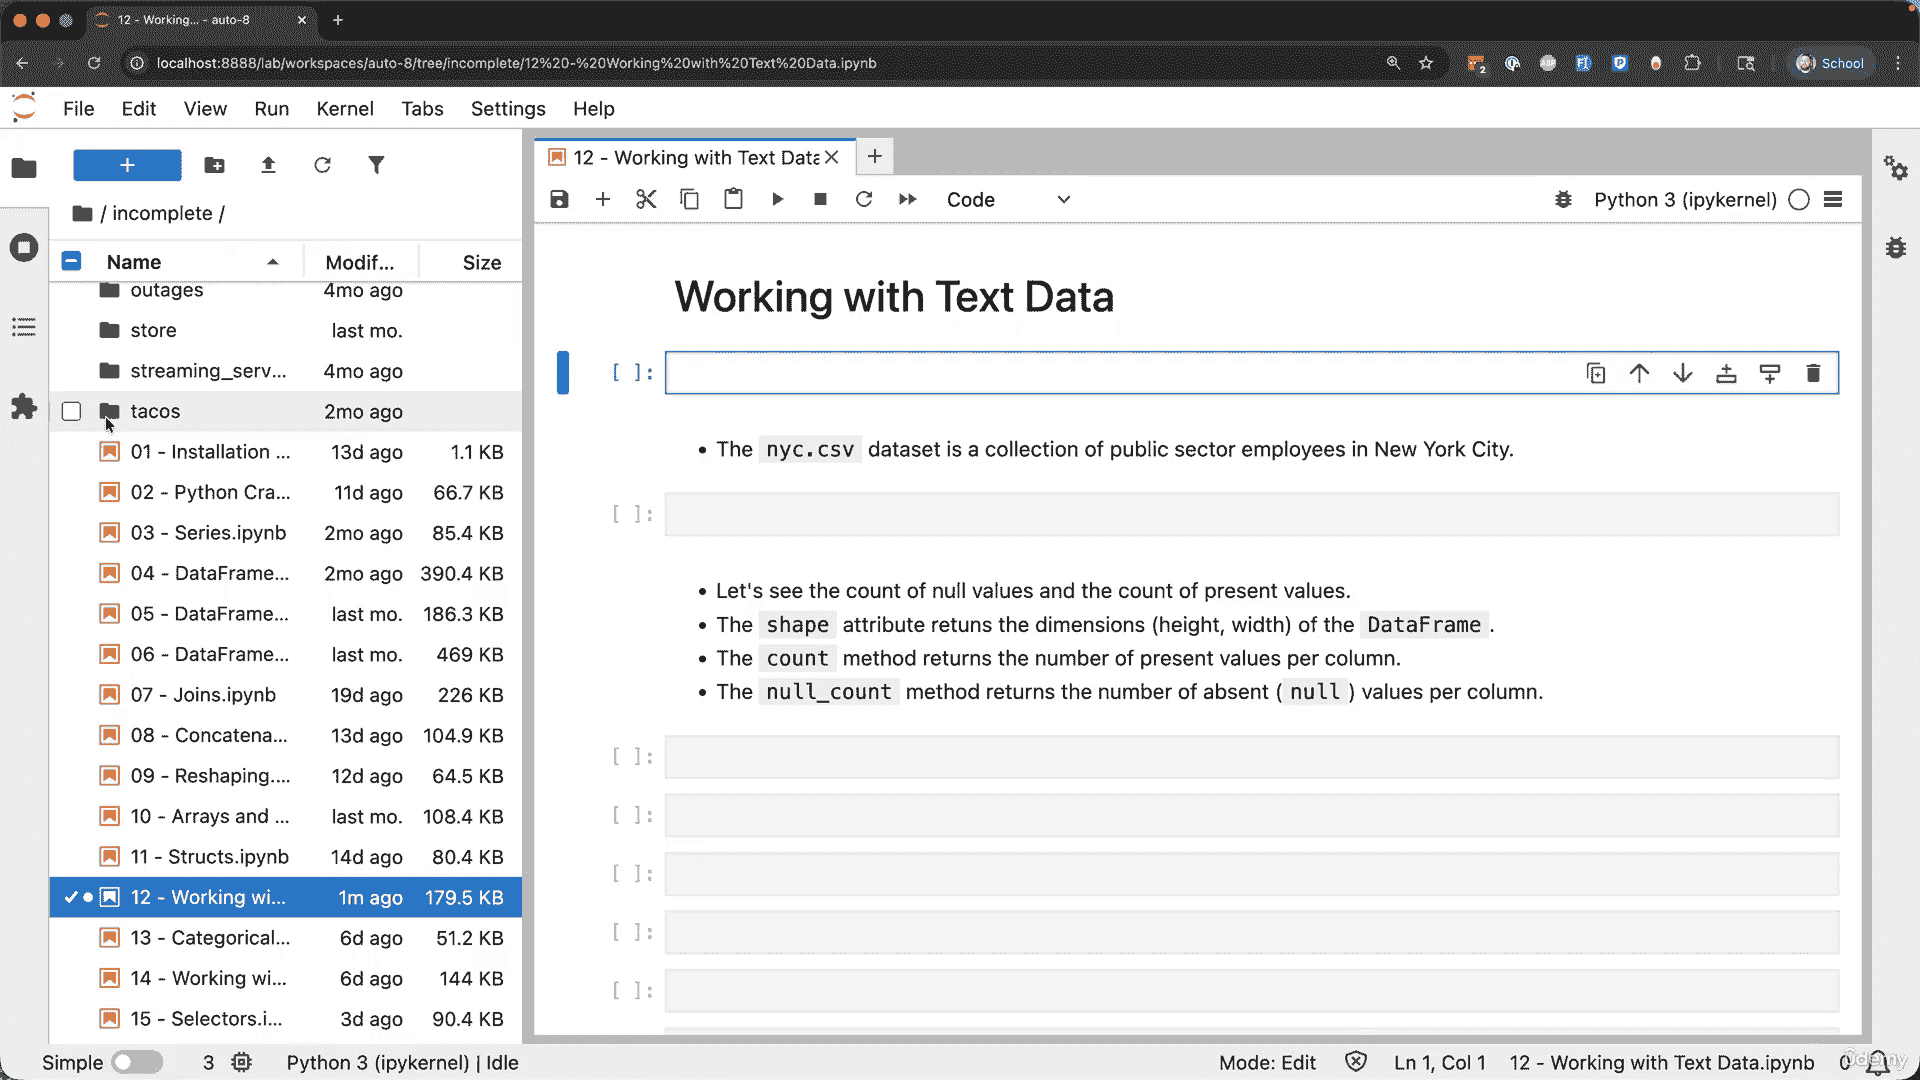 12 - Working... - auto-8
localhost:8888/lab/workspaces/auto-8/tree/incomplete/12%20-%20Working%20with%20Text%20Data.ipynb
2
ABP
School
File Edit View Run Kernel Tabs Settings Help
12 - Working with Text Data
Code
Python 3 (ipykernel)
/ incomplete /
Name Modif... Size
outages 4mo ago
store last mo.
streaming_serv... 4mo ago
tacos 2mo ago
01 - Installation ... 13d ago 1.1 KB
02 - Python Cra... 11d ago 66.7 KB
03 - Series.ipynb 2mo ago 85.4 KB
04 - DataFrame... 2mo ago 390.4 KB
05 - DataFrame... last mo. 186.3 KB
06 - DataFrame... last mo. 469 KB
07 - Joins.ipynb 19d ago 226 KB
08 - Concatena... 13d ago 104.9 KB
09 - Reshaping.... 12d ago 64.5 KB
10 - Arrays and ... last mo. 108.4 KB
11 - Structs.ipynb 14d ago 80.4 KB
12 - Working wi... 1m ago 179.5 KB
13 - Categorical... 6d ago 51.2 KB
14 - Working wi... 6d ago 144 KB
15 - Selectors.i... 3d ago 90.4 KB
Working with Text Data
[ ]:
• The nyc.csv dataset is a collection of public sector employees in New York City.
[ ]:
• Let's see the count of null values and the count of present values.
• The shape attribute retuns the dimensions (height, width) of the DataFrame.
• The count method returns the number of present values per column.
• The null_count method returns the number of absent (null) values per column.
[ ]:
[ ]:
[ ]:
[ ]:
[ ]:
Simple 3 Python 3 (ipykernel) | Idle
Mode: Edit Ln 1, Col 1 12 - Working with Text Data.ipynb 0
Udemy